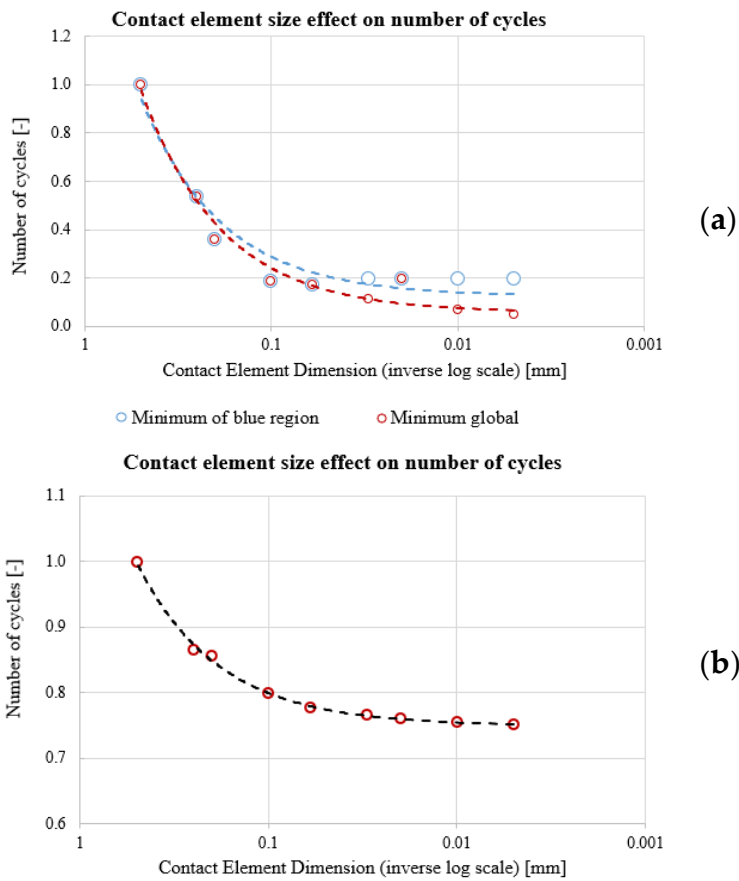 Contact element size effect on number of cycles
1.2
1.0
0.8
0.6
0.4
0.2
0.0
Number of cycles [-]
1 0.1 0.01 0.001
Contact Element Dimension (inverse log scale) [mm]
Minimum of blue region Minimum global
(a)
Contact element size effect on number of cycles
1.1
1.0
0.9
0.8
0.7
0.6
Number of cycles [-]
1 0.1 0.01 0.001
Contact Element Dimension (inverse log scale) [mm]
(b)